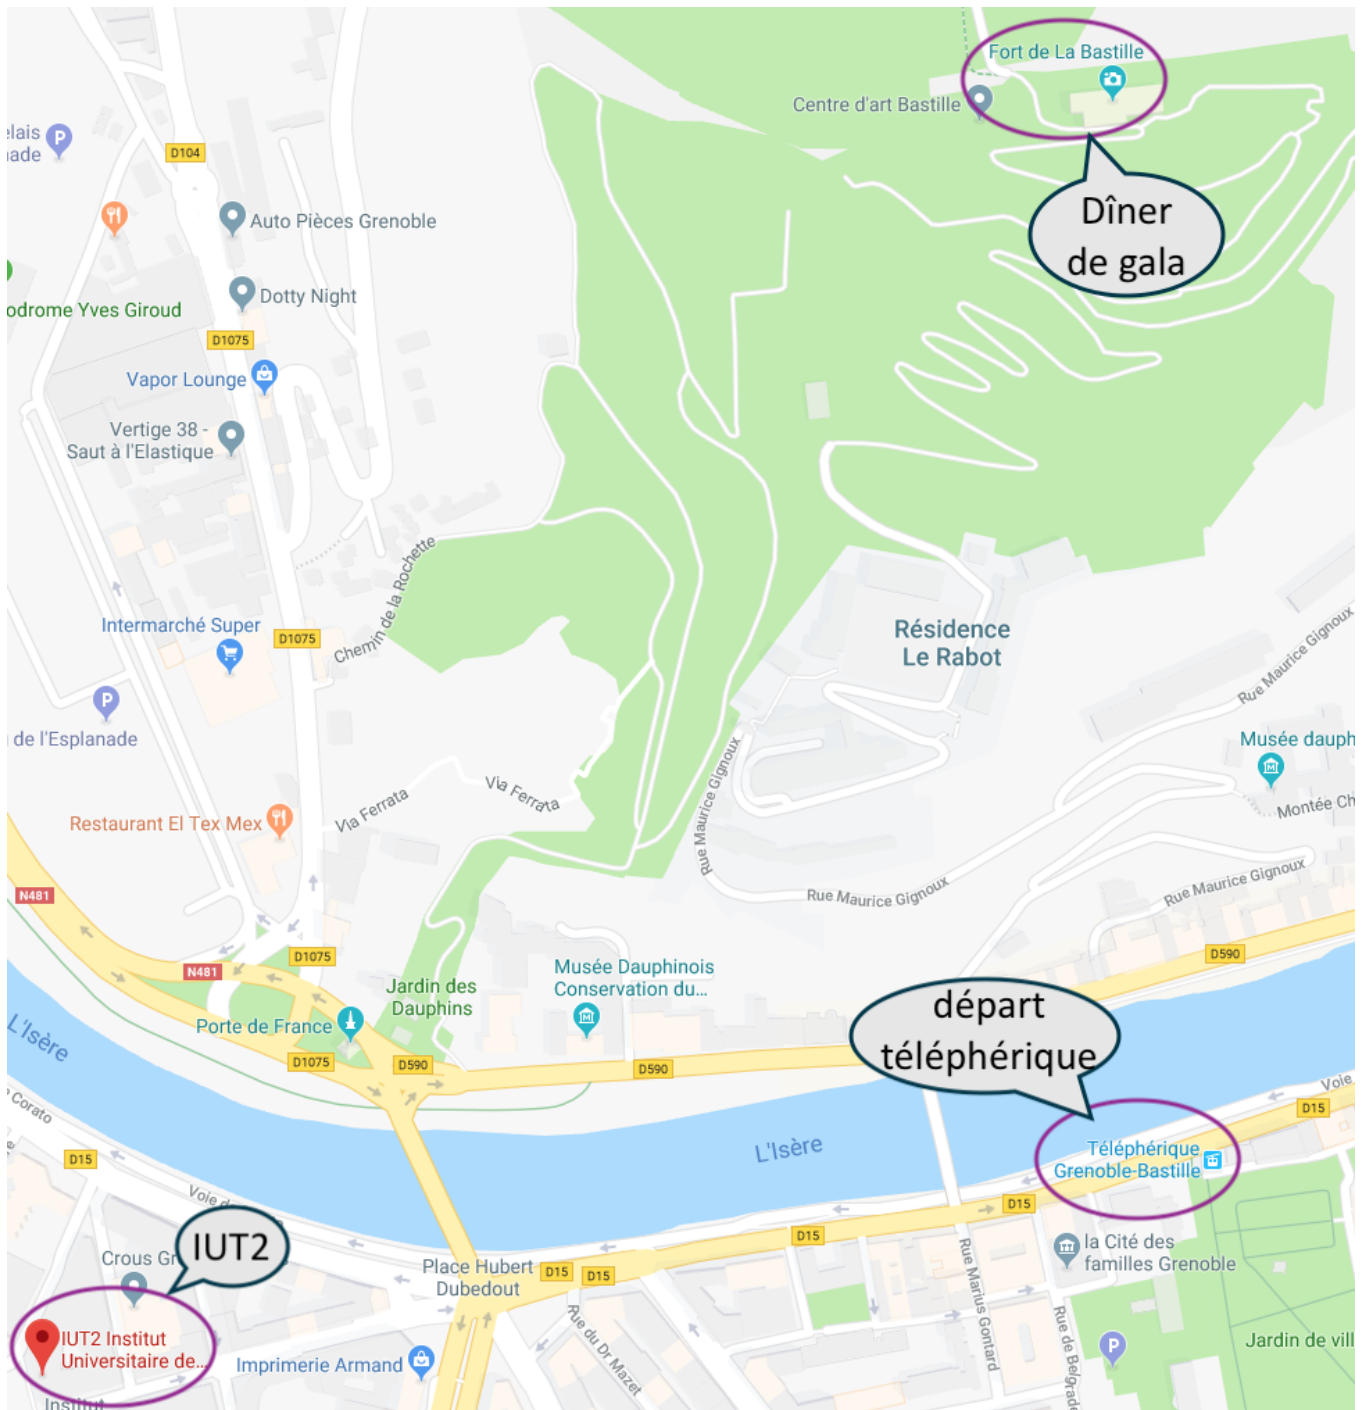 Fort de La Bastille
Centre d'art Bastille
elais
ade
P
D104
Dîner
de gala
Auto Pièces Grenoble
Dotty Night
odrome Yves Giroud
D1075
Vapor Lounge
Vertige 38 -
Saut à l'Elastique
Chemin de la Rochette
Intermarché Super
D1075
Résidence
Le Rabot
Rue Maurice Gignoux
P
de l'Esplanade
Musée dauph
Montée Ch
Rue Maurice Gignoux
Via Ferrata
Via Ferrata
Restaurant El Tex Mex
N481
Rue Maurice Gignoux
Rue Maurice Gignoux
D1075
D590
N481
Musée Dauphinois
Conservation du...
Jardin des
Dauphins
départ
téléphérique
L'Isère
Porte de France
D1075
D590
D590
Corato
Voie
D15
L'Isère
Téléphérique
Grenoble-Bastille
D15
Voie de
D15
IUT2
Crous Gr
D15
la Cité des
familles Grenoble
Place Hubert
Dubedout
D15
D15
Rue Marius Gontard
Rue du Dr Mazet
Rue de Belgrade
P
Jardin de vill
IUT2 Institut
Universitaire de...
Imprimerie Armand
Institut